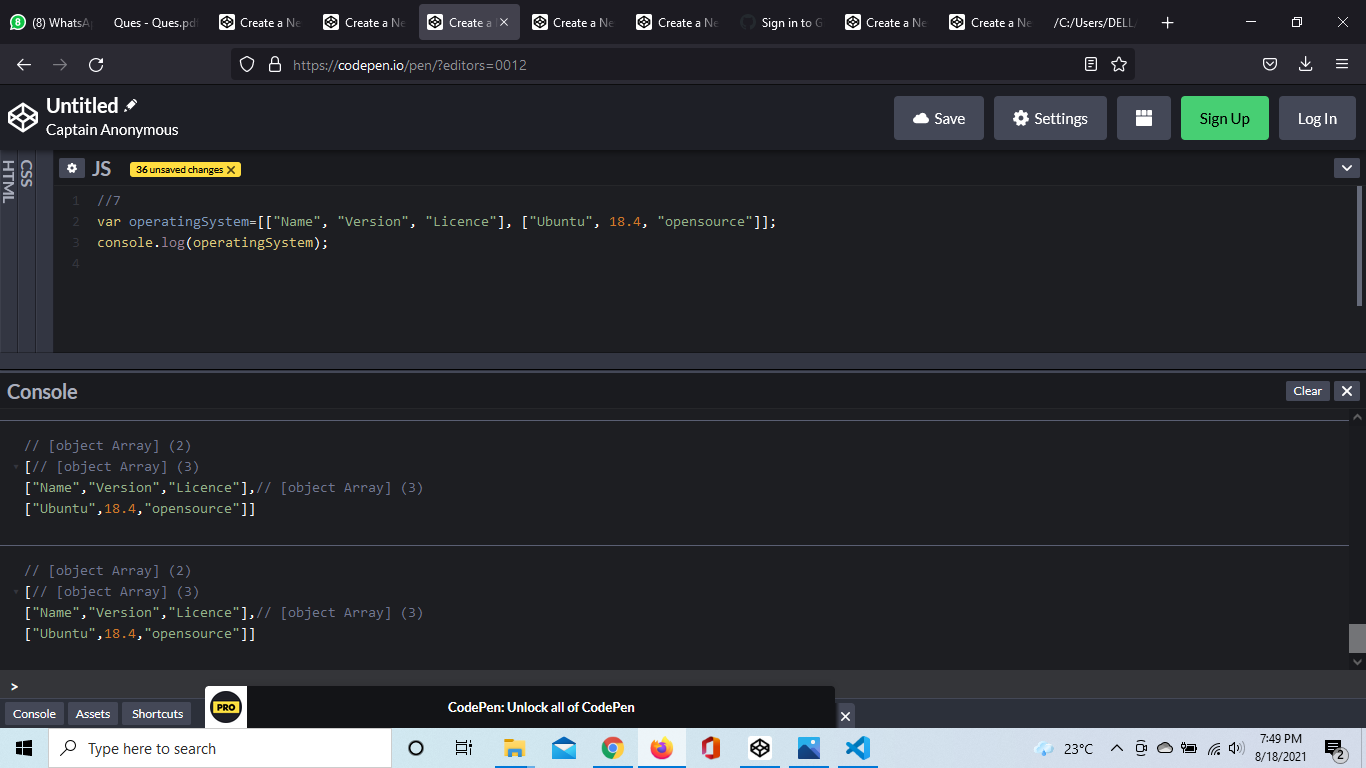 (8) WhatsA
Ques - Ques.pd
Create a Ne
Create a Ne
Create a
Create a Ne
Create a Ne
Sign in to G
Create a Ne
Create a Ne
/C:/Users/DELL/
https://codepen.io/pen/?editors=0012
Untitled
Captain Anonymous
Save
Settings
Sign Up
Log In
HTML
CSS
JS
36 unsaved changes X
1 //7
2 var operatingSystem=[["Name", "Version", "Licence"], ["Ubuntu", 18.4, "opensource"]];
3 console.log(operatingSystem);
4
Console
Clear
// [object Array] (2)
[// [object Array] (3)
["Name","Version","Licence"],// [object Array] (3)
["Ubuntu",18.4,"opensource"]]
// [object Array] (2)
[// [object Array] (3)
["Name","Version","Licence"],// [object Array] (3)
["Ubuntu",18.4,"opensource"]]
>
Console
Assets
Shortcuts
PRO
CodePen: Unlock all of CodePen
Type here to search
23°C
7:49 PM
8/18/2021
2